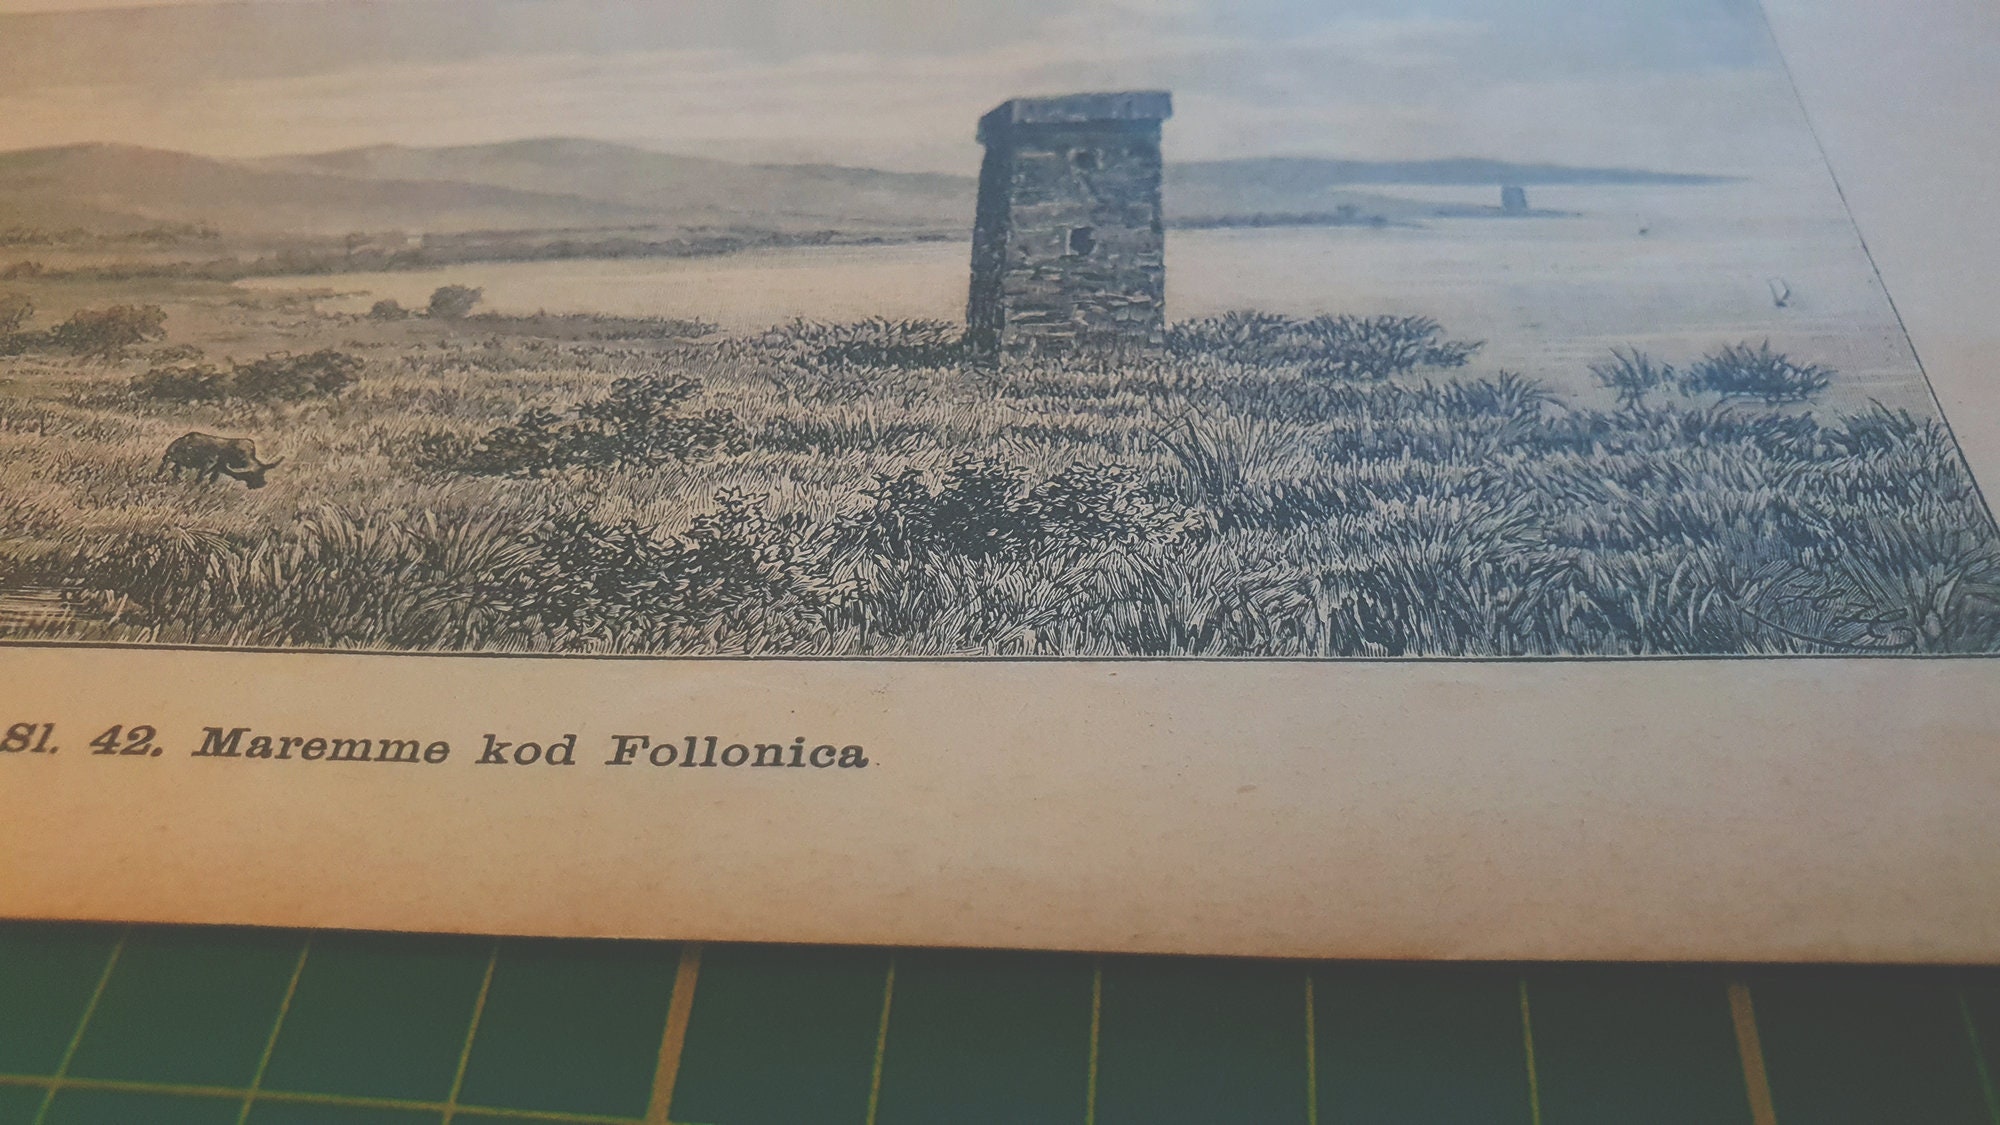 Sl. 42. Maremme kod Follonica.